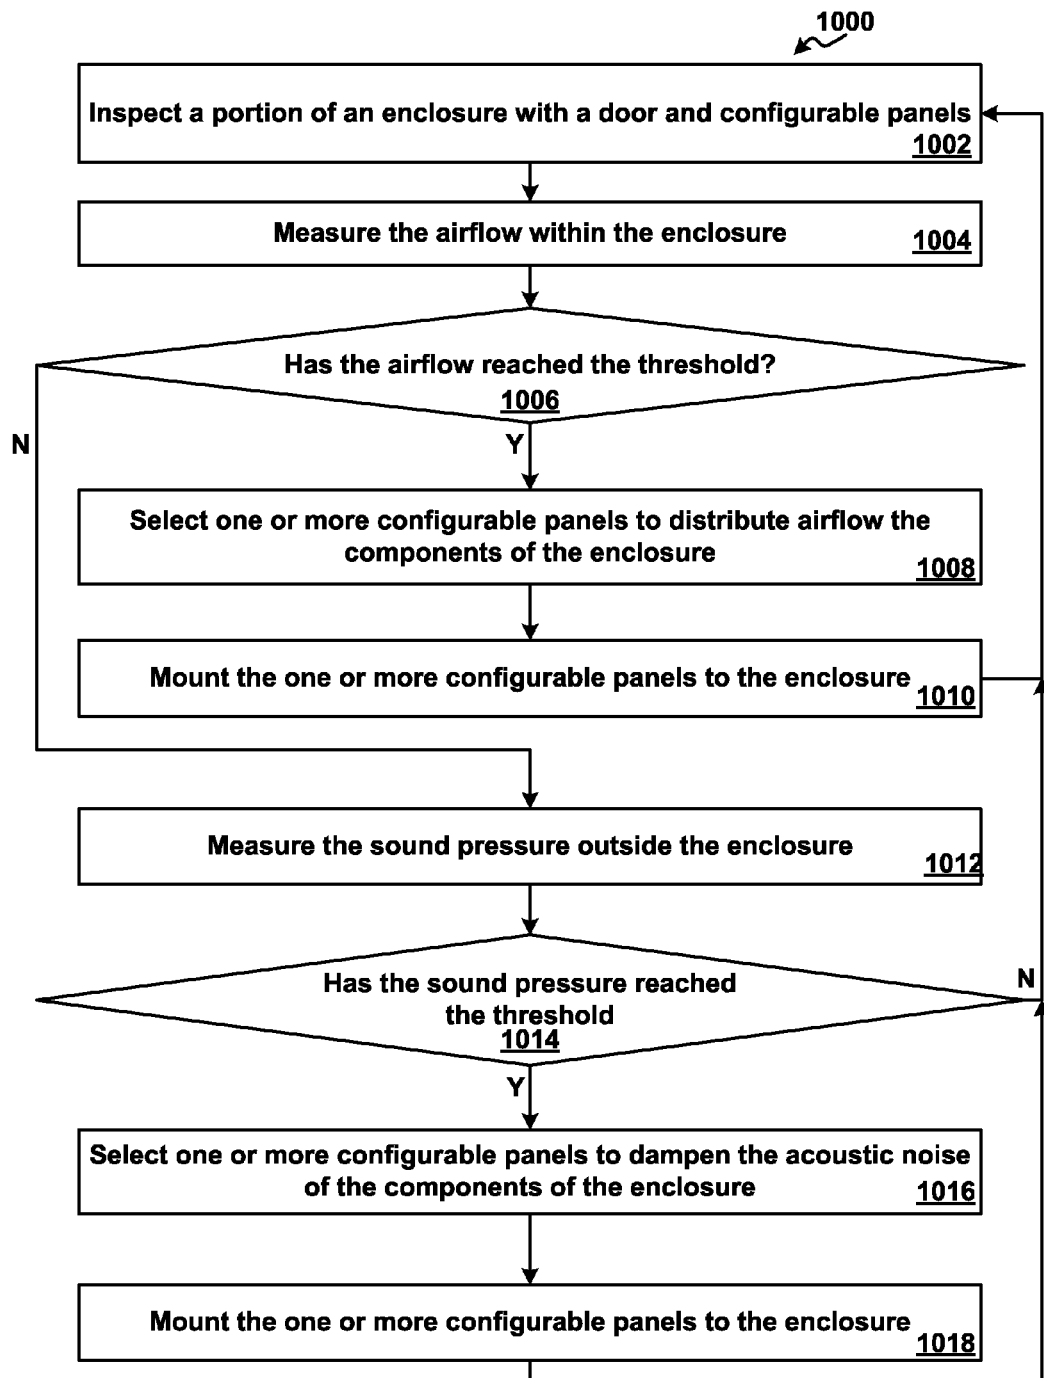 1000
Inspect a portion of an enclosure with a door and configurable panels
1002
Measure the airflow within the enclosure
1004
Has the airflow reached the threshold?
1006
N
Y
Select one or more configurable panels to distribute airflow the
components of the enclosure
1008
Mount the one or more configurable panels to the enclosure
1010
Measure the sound pressure outside the enclosure
1012
Has the sound pressure reached
the threshold
1014
N
Y
Select one or more configurable panels to dampen the acoustic noise
of the components of the enclosure
1016
Mount the one or more configurable panels to the enclosure
1018